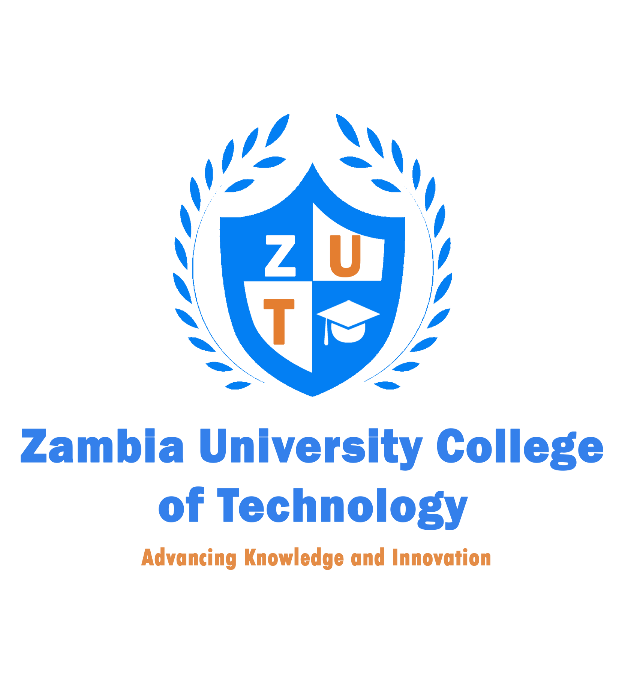 Z U
T
Zambia University College
of Technology
Advancing Knowledge and Innovation